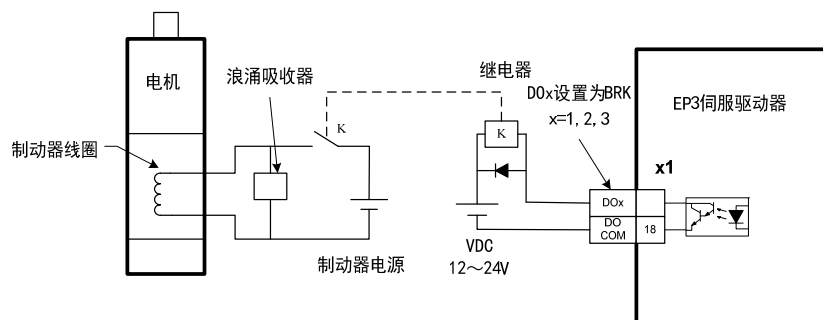 电机
浪涌吸收器
继电器
DOx设置为BRK
x=1,2,3
EP3伺服驱动器
K
K
制动器线圈
x1
DOx
DO
COM
18
制动器电源
VDC
12～24V